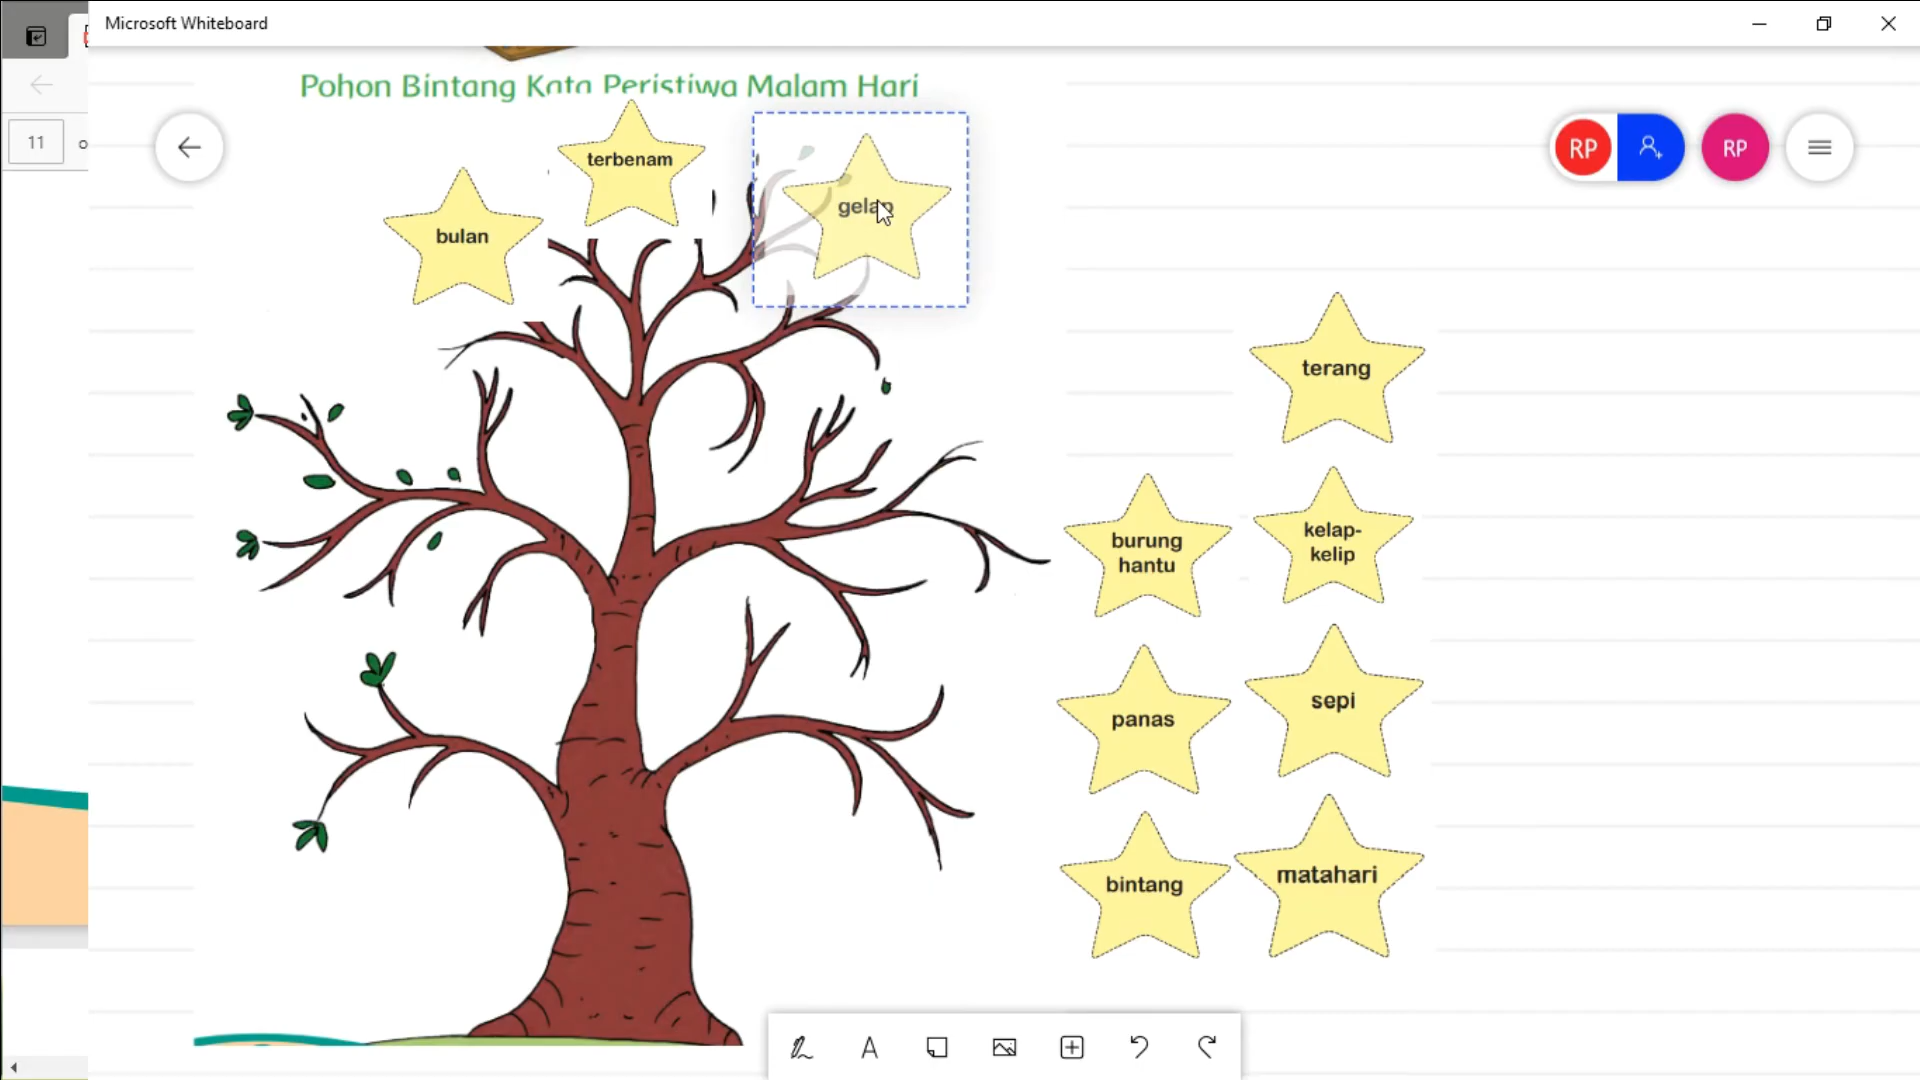 Microsoft Whiteboard
Pohon Bintang Kata Peristiwa Malam Hari
11
o
RP
RP
terbenam
gelap
bulan
terang
burung
hantu
kelap-
kelip
panas
sepi
bintang
matahari